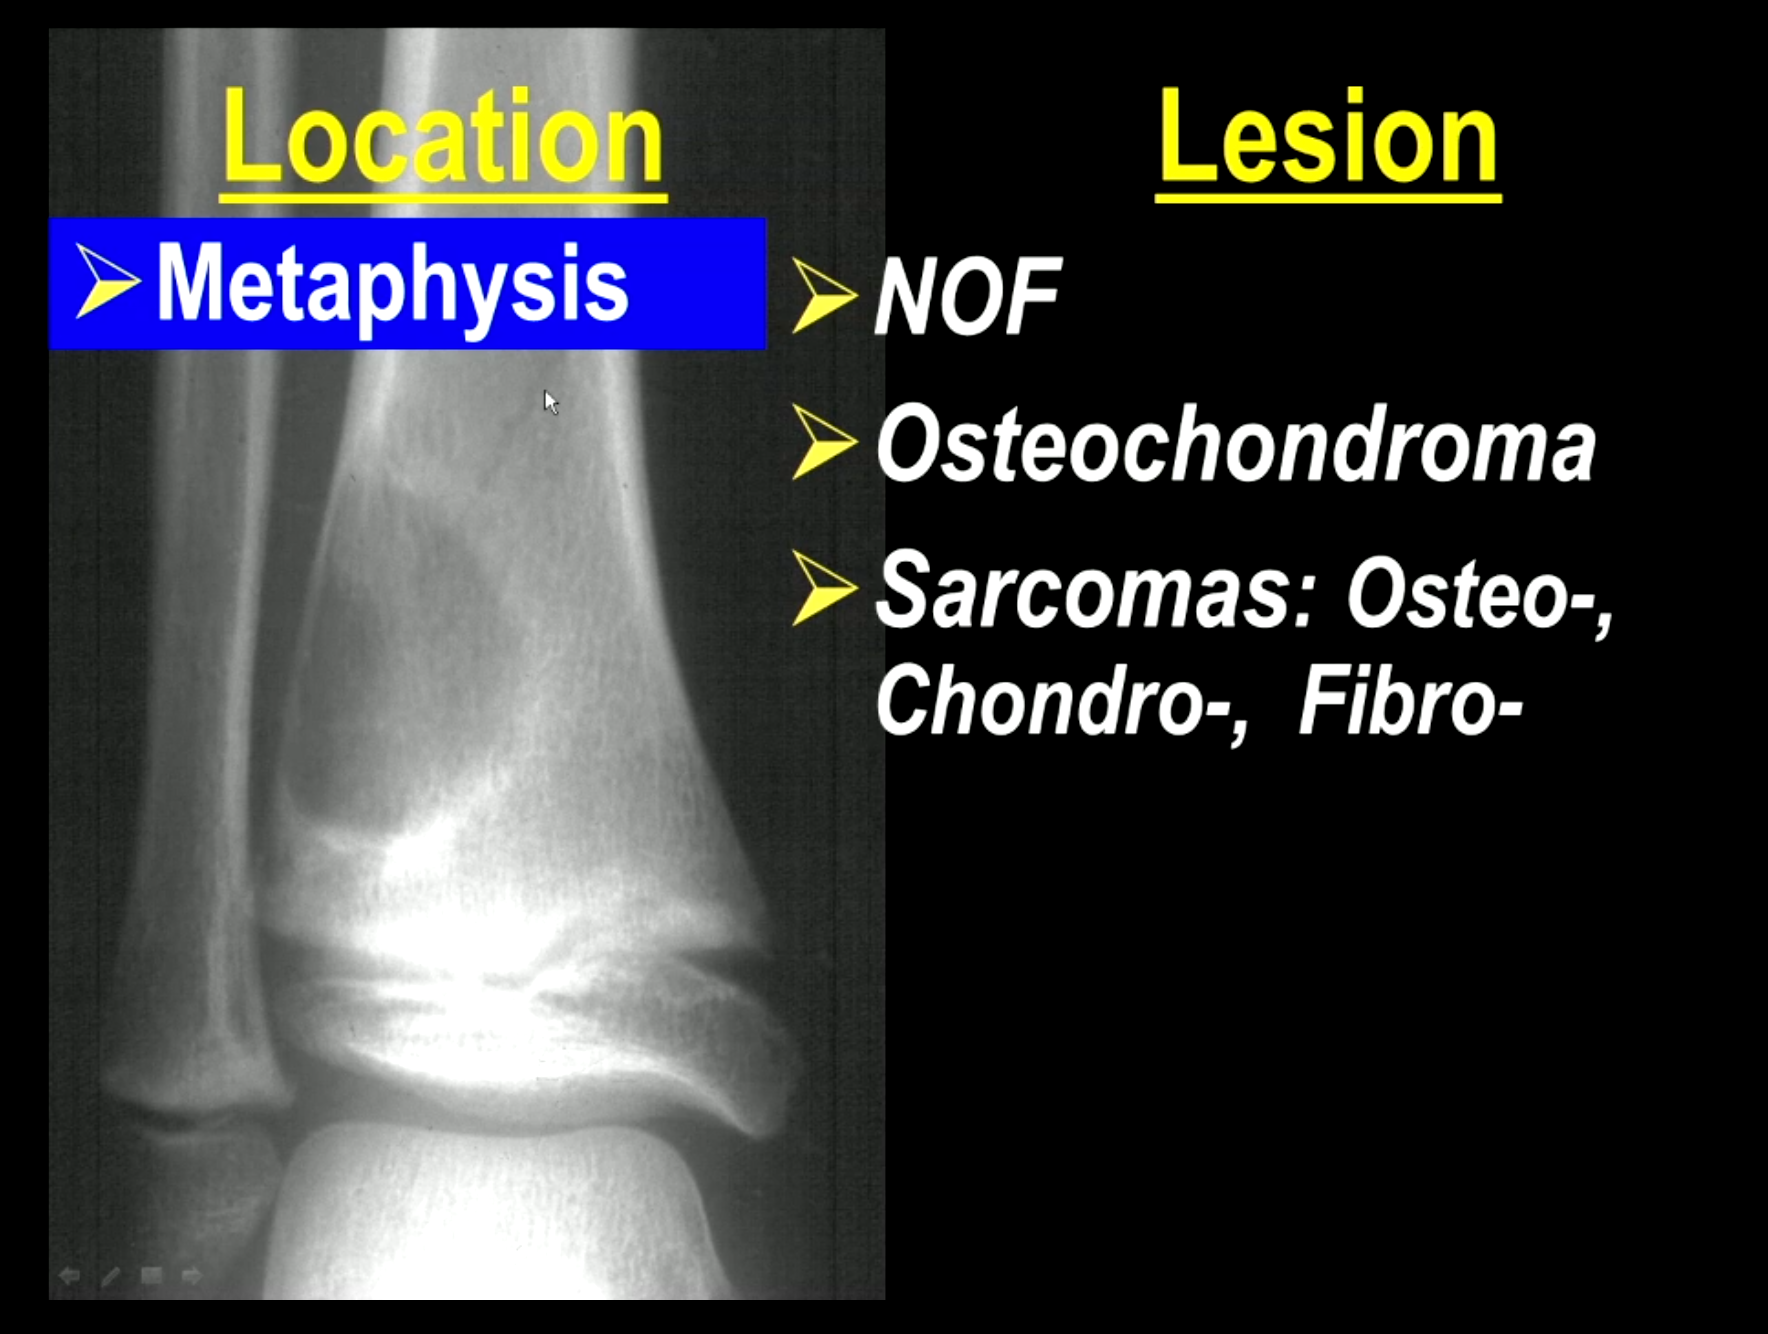 Location
Lesion
Metaphysis
NOF
Osteochondroma
Sarcomas: Osteo-,
Chondro-, Fibro-